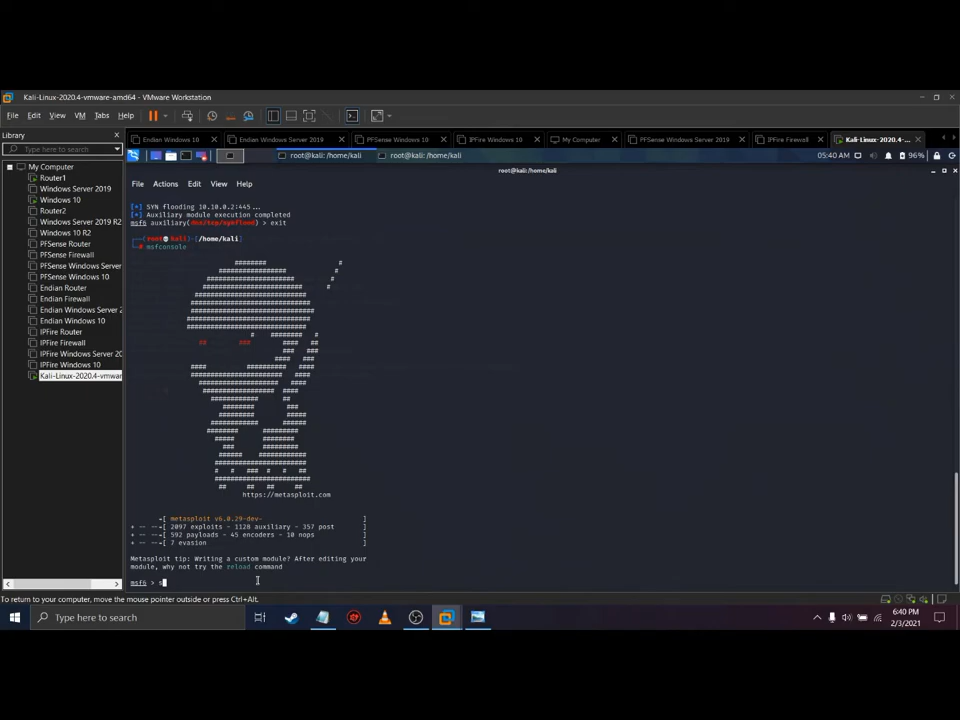 Kali-Linux-2020.4-vmware-amd64 - VMware Workstation
File Edit View VM Tabs Help
Library
Type here to search
My Computer
Router1
Windows Server 2019
Windows 10
Router2
Windows Server 2019 R2
Windows 10 R2
PFSense Router
PFSense Firewall
PFSense Windows Server
PFSense Windows 10
Endian Router
Endian Firewall
Endian Windows Server 2
Endian Windows 10
IPFire Router
IPFire Firewall
IPFire Windows Server 20
IPFire Windows 10
Kali-Linux-2020.4-vmwar
Endian Windows 10
Endian Windows Server 2019
IPFire Windows 10
My Computer
PFSense Windows 10
PFSense Windows Server 2019
IPFire Firewall
Kali-Linux-2020.4-...
root@kali: /home/kali
root@kali: /home/kali
05:40 AM
96%
root@kali:/home/kali
File Actions Edit View Help
[*] SYN flooding 10.10.0.2:445...
[*] Auxiliary module execution completed
msf6 auxiliary(dos/tcp/synflood) > exit
(root kali)-[/home/kali]
# msfconsole
https://metasploit.com
=[ metasploit v6.0.29-dev- ]
+ -- --=[ 2097 exploits - 1128 auxiliary - 357 post ]
+ -- --=[ 592 payloads - 45 encoders - 10 nops ]
+ -- --=[ 7 evasion ]
Metasploit tip: Writing a custom module? After editing your
module, why not try the reload command
msf6 > s
To return to your computer, move the mouse pointer outside or press Ctrl+Alt.
Type here to search
6:40 PM
2/3/2021